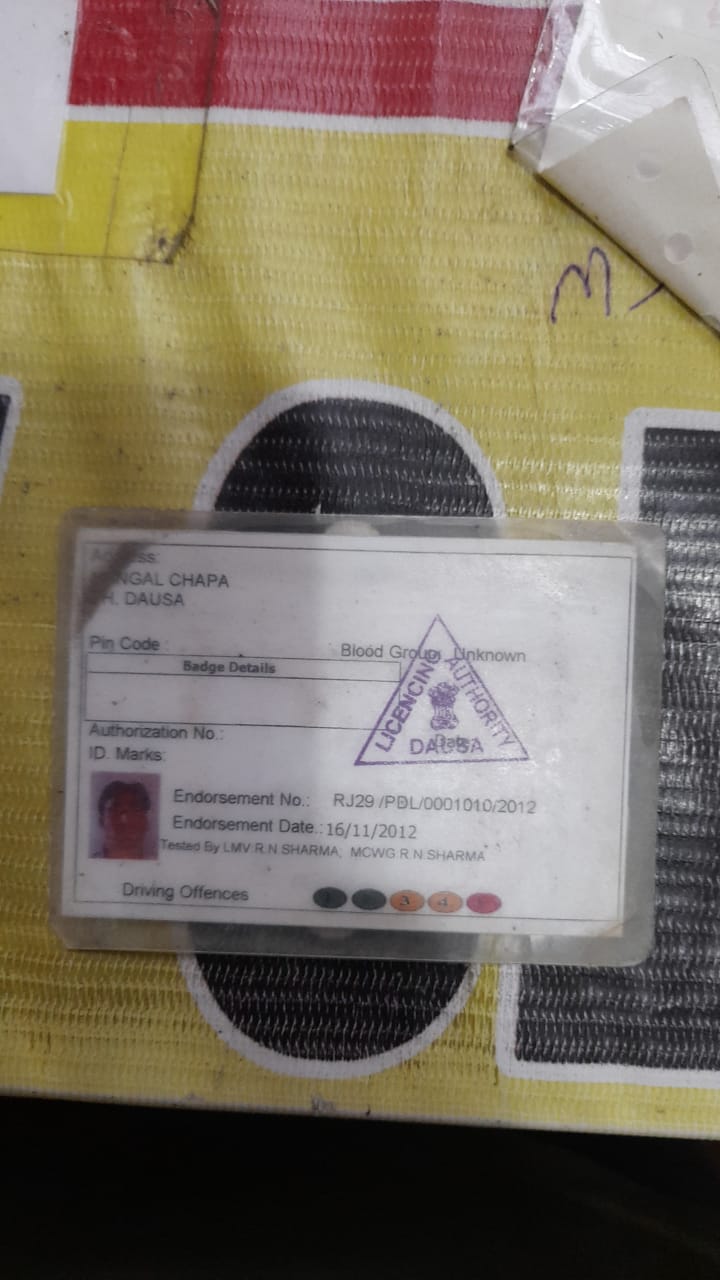 Address:
NGAL CHAPA
H. DAUSA
Pin Code :
Blood Group: Unknown
Badge Details
LICENCING AUTHORITY
DAUSA
Date:
Authorization No.:
ID. Marks:
Endorsement No.: RJ29 /PDL/0001010/2012
Endorsement Date.: 16/11/2012
Tested By LMV:R.N SHARMA, MCWG:R.N.SHARMA
Driving Offences 1 2 3 4 5
M